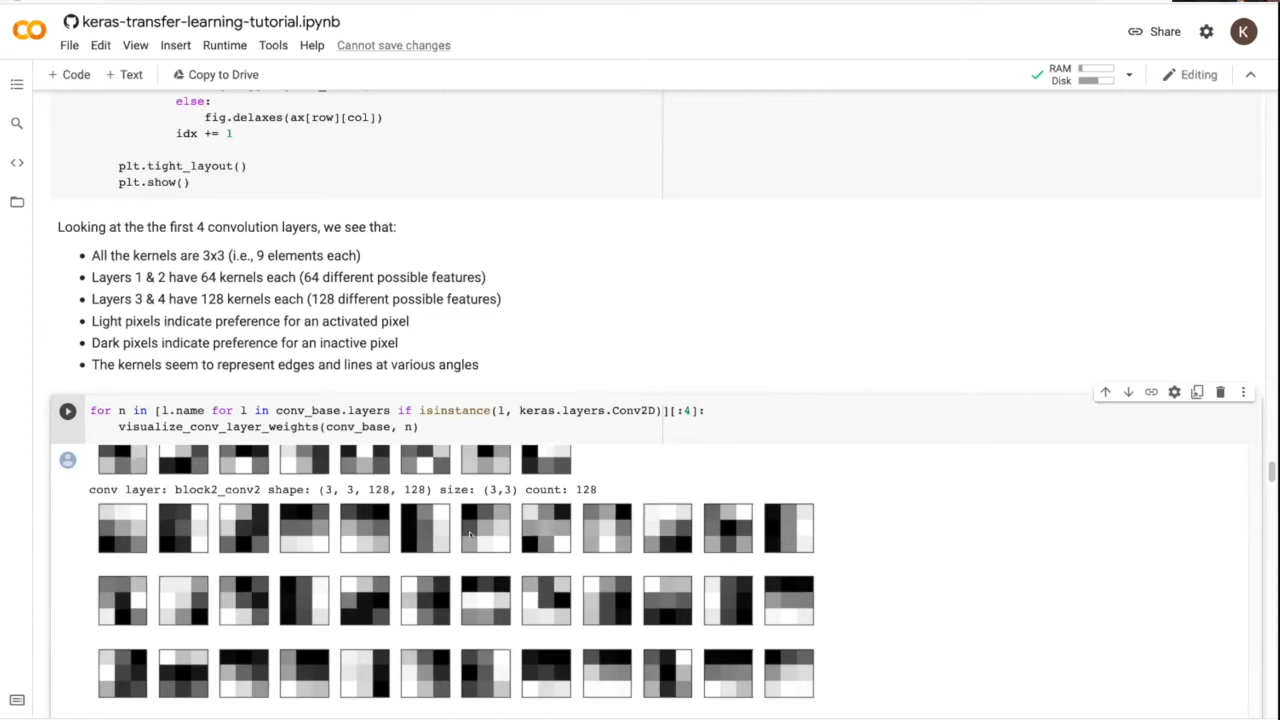 keras-transfer-learning-tutorial.ipynb
Share
K
File Edit View Insert Runtime Tools Help Cannot save changes
+ Code + Text Copy to Drive
RAM
Disk
Editing
else:
fig.delaxes(ax[row][col])
idx += 1
plt.tight_layout()
plt.show()
Looking at the the first 4 convolution layers, we see that:
• All the kernels are 3x3 (i.e., 9 elements each)
• Layers 1 & 2 have 64 kernels each (64 different possible features)
• Layers 3 & 4 have 128 kernels each (128 different possible features)
• Light pixels indicate preference for an activated pixel
• Dark pixels indicate preference for an inactive pixel
• The kernels seem to represent edges and lines at various angles
for n in [l.name for l in conv_base.layers if isinstance(l, keras.layers.Conv2D)][:4]:
visualize_conv_layer_weights(conv_base, n)
conv layer: block2_conv2 shape: (3, 3, 128, 128) size: (3,3) count: 128